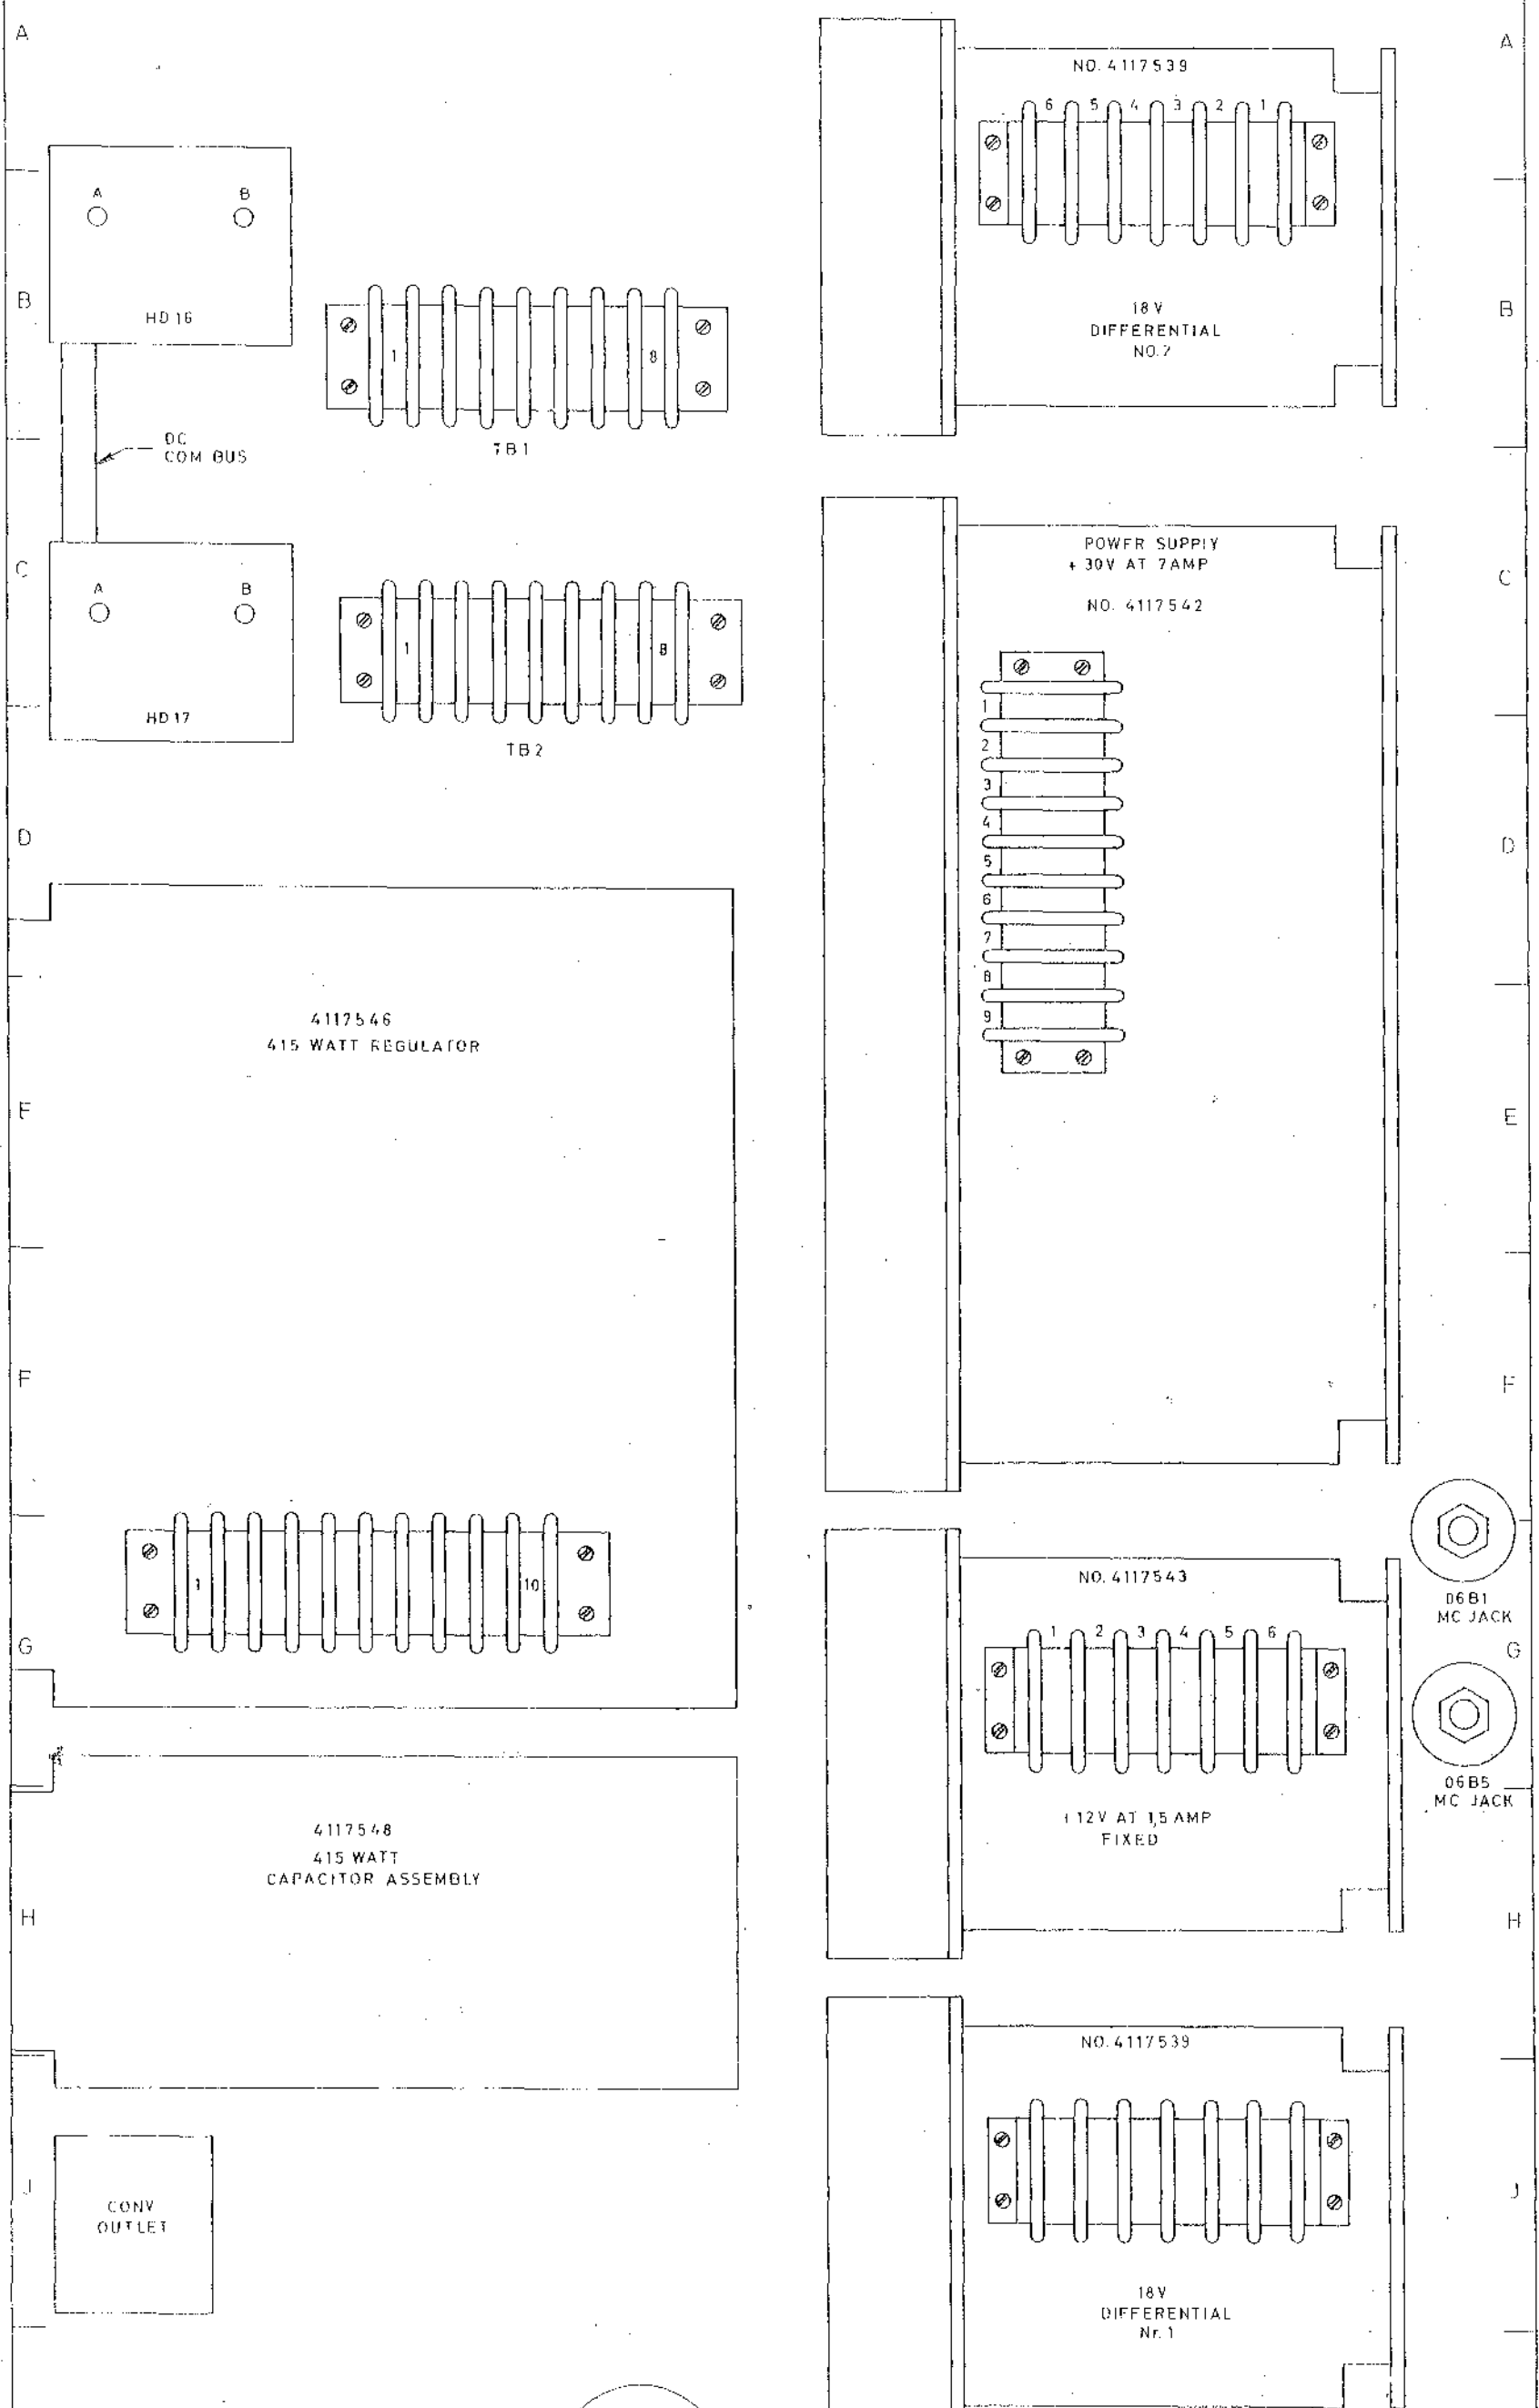 A
A
NO. 4117539
6 5 4 3 2 1
A B
HD 16
B
B
18 V
DIFFERENTIAL
NO. 2
1 8
TB1
DC
COM BUS
POWER SUPPLY
+ 30V AT 7AMP
NO. 4117542
C
C
A B
HD 17
1 8
TB2
1
2
3
4
5
6
7
8
9
D
D
4117546
415 WATT REGULATOR
E
E
F
F
1 10
NO. 4117543
1 2 3 4 5 6
06B1
MC JACK
G
G
06B5
MC JACK
+12V AT 1,5 AMP
FIXED
4117548
415 WATT
CAPACITOR ASSEMBLY
H
H
NO. 4117539
J
J
CONV
OUTLET
18V
DIFFERENTIAL
Nr. 1